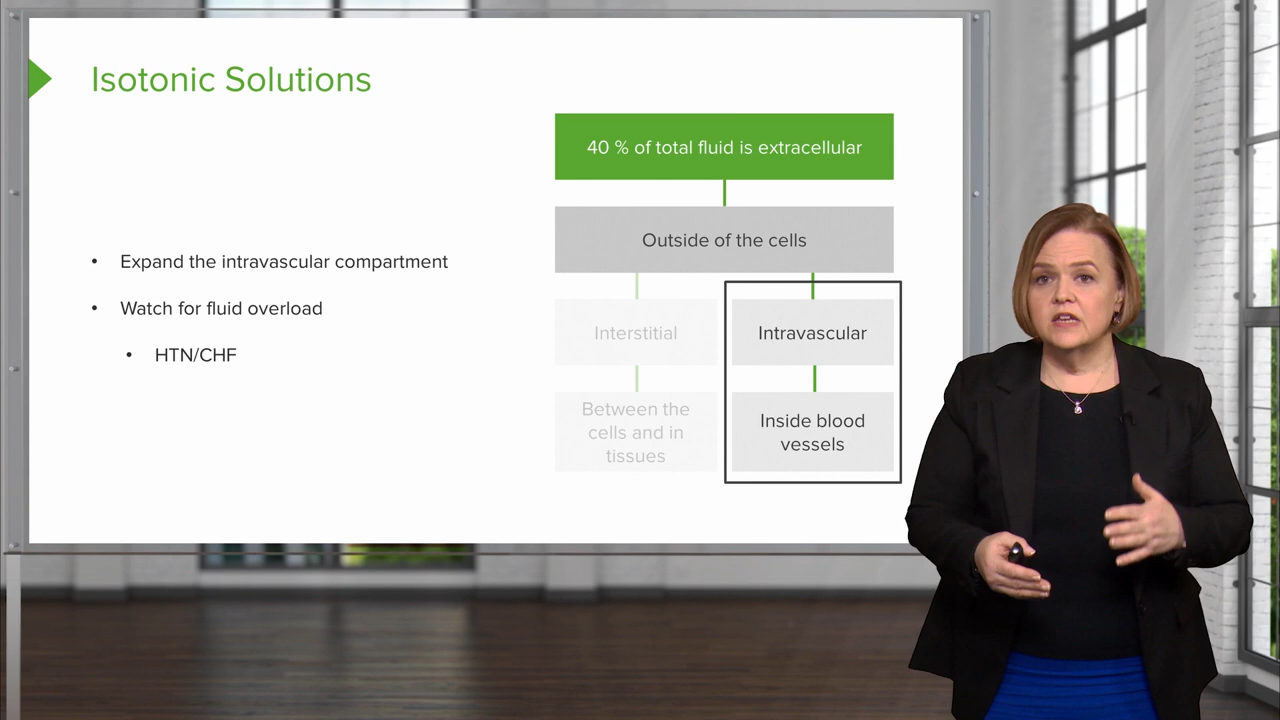 Isotonic Solutions
• Expand the intravascular compartment
• Watch for fluid overload
• HTN/CHF
40 % of total fluid is extracellular
Outside of the cells
Interstitial
Intravascular
Between the
cells and in
tissues
Inside blood
vessels